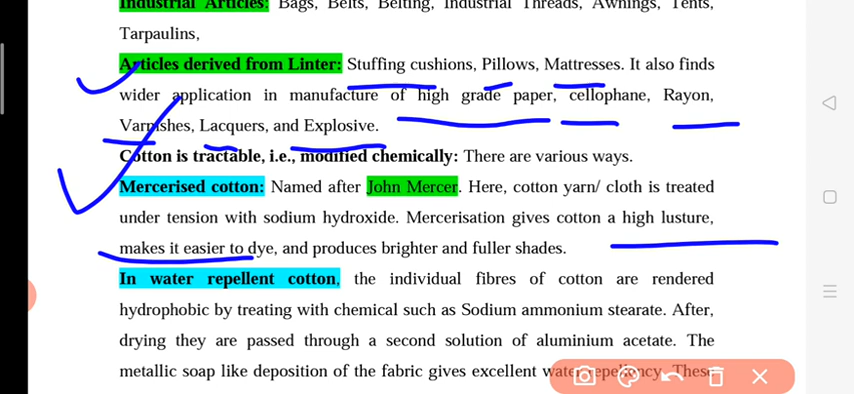 Industrial Articles: Bags, Belts, Belting, Industrial Threads, Awnings, Tents,
Tarpaulins,
Articles derived from Linter: Stuffing cushions, Pillows, Mattresses. It also finds
wider application in manufacture of high grade paper, cellophane, Rayon,
Varnishes, Lacquers, and Explosive.
Cotton is tractable, i.e., modified chemically: There are various ways.
Mercerised cotton: Named after John Mercer. Here, cotton yarn/ cloth is treated
under tension with sodium hydroxide. Mercerisation gives cotton a high lusture,
makes it easier to dye, and produces brighter and fuller shades.
In water repellent cotton, the individual fibres of cotton are rendered
hydrophobic by treating with chemical such as Sodium ammonium stearate. After,
drying they are passed through a second solution of aluminium acetate. The
metallic soap like deposition of the fabric gives excellent water repellency. These